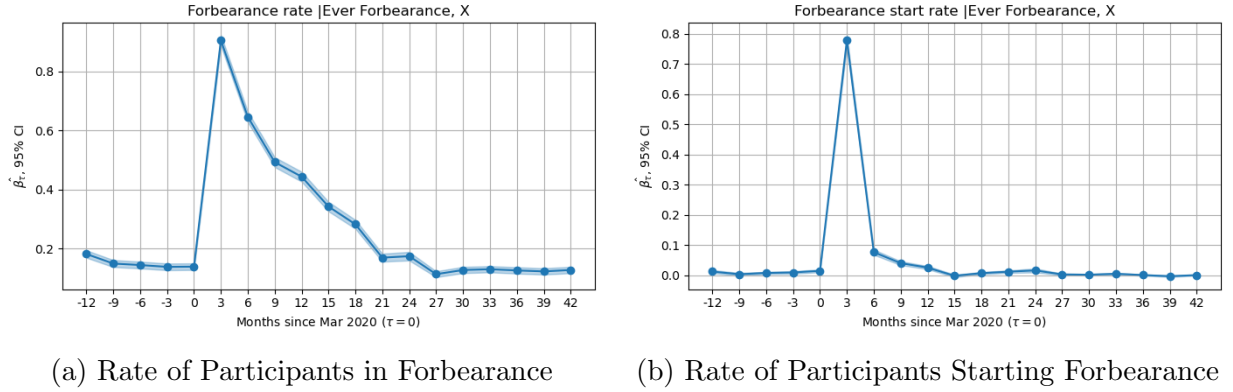 Forbearance rate |Ever Forbearance, X
0.8
0.6
0.4
0.2
β̂τ, 95% CI
-12 -9 -6 -3 0 3 6 9 12 15 18 21 24 27 30 33 36 39 42
Months since Mar 2020 (τ = 0)
(a) Rate of Participants in Forbearance
Forbearance start rate |Ever Forbearance, X
0.8
0.7
0.6
0.5
0.4
0.3
0.2
0.1
0.0
β̂τ, 95% CI
-12 -9 -6 -3 0 3 6 9 12 15 18 21 24 27 30 33 36 39 42
Months since Mar 2020 (τ = 0)
(b) Rate of Participants Starting Forbearance